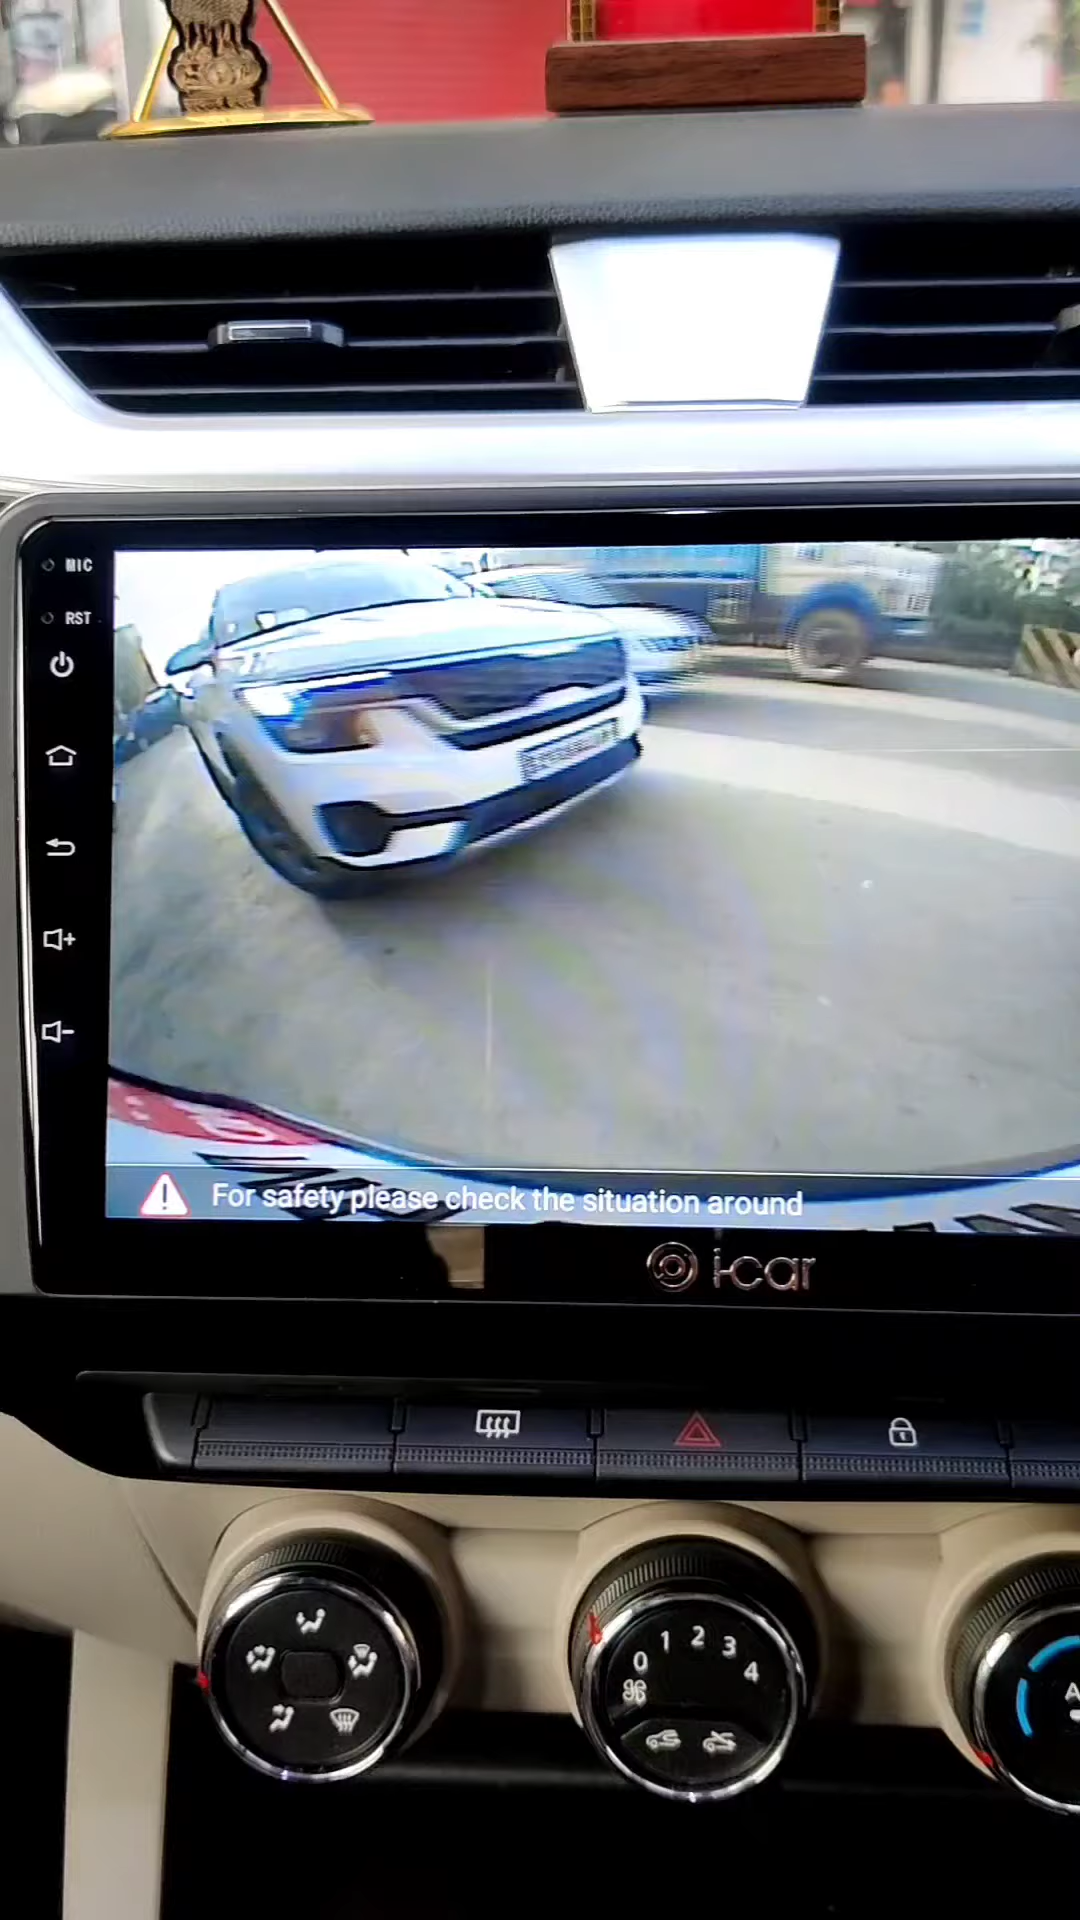 MIC
RST
For safety please check the situation around
i-car
0 1 2 3 4
A